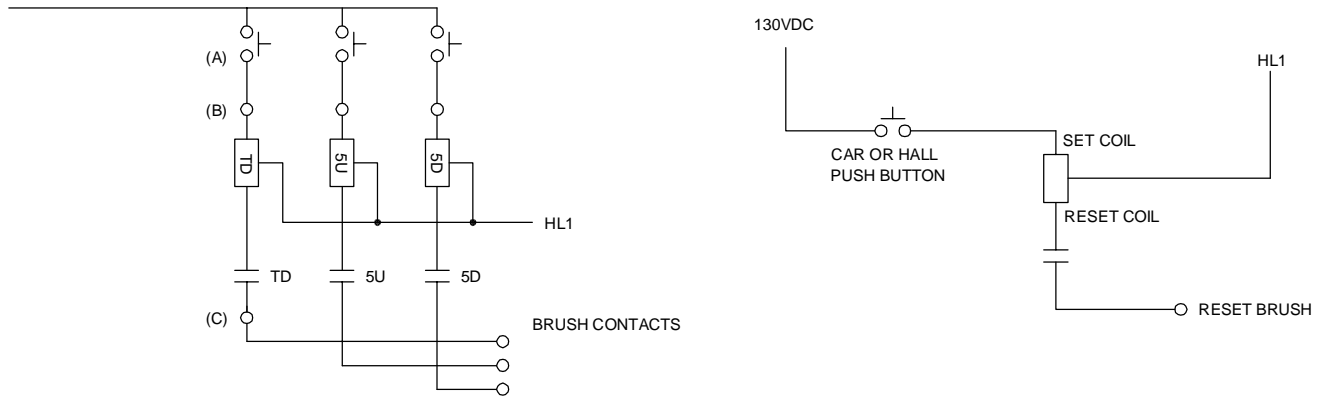 (A)
(B)
TD
5U
5D
HL1
TD
5U
5D
(C)
BRUSH CONTACTS
130VDC
HL1
CAR OR HALL
PUSH BUTTON
SET COIL
RESET COIL
RESET BRUSH